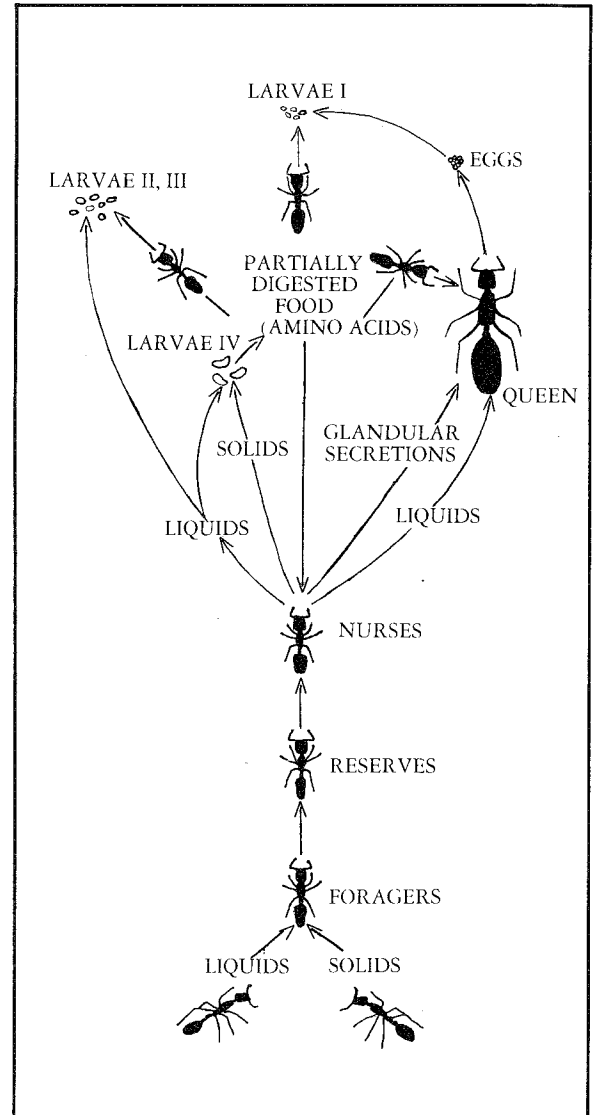 LARVAE I
EGGS
LARVAE II, III
PARTIALLY
DIGESTED
FOOD
(AMINO ACIDS)
LARVAE IV
QUEEN
SOLIDS
GLANDULAR
SECRETIONS
LIQUIDS
LIQUIDS
NURSES
RESERVES
FORAGERS
LIQUIDS
SOLIDS